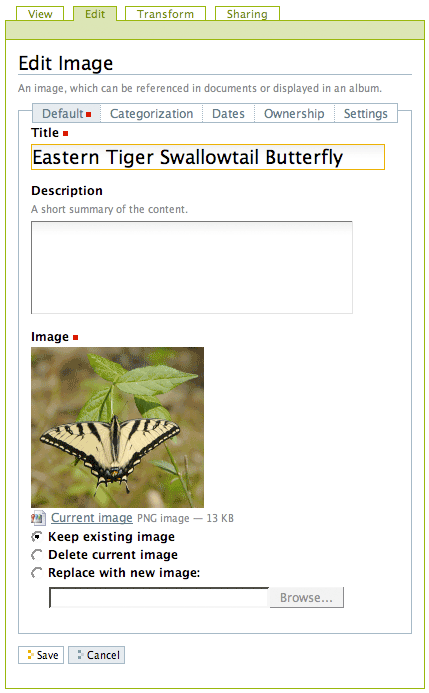 View Edit Transform Sharing
Edit Image
An image, which can be referenced in documents or displayed in an album.
Default Categorization Dates Ownership Settings
Title
Eastern Tiger Swallowtail Butterfly
Description
A short summary of the content.
Image
Current image PNG image — 13 KB
Keep existing image
Delete current image
Replace with new image:
Browse...
Save Cancel